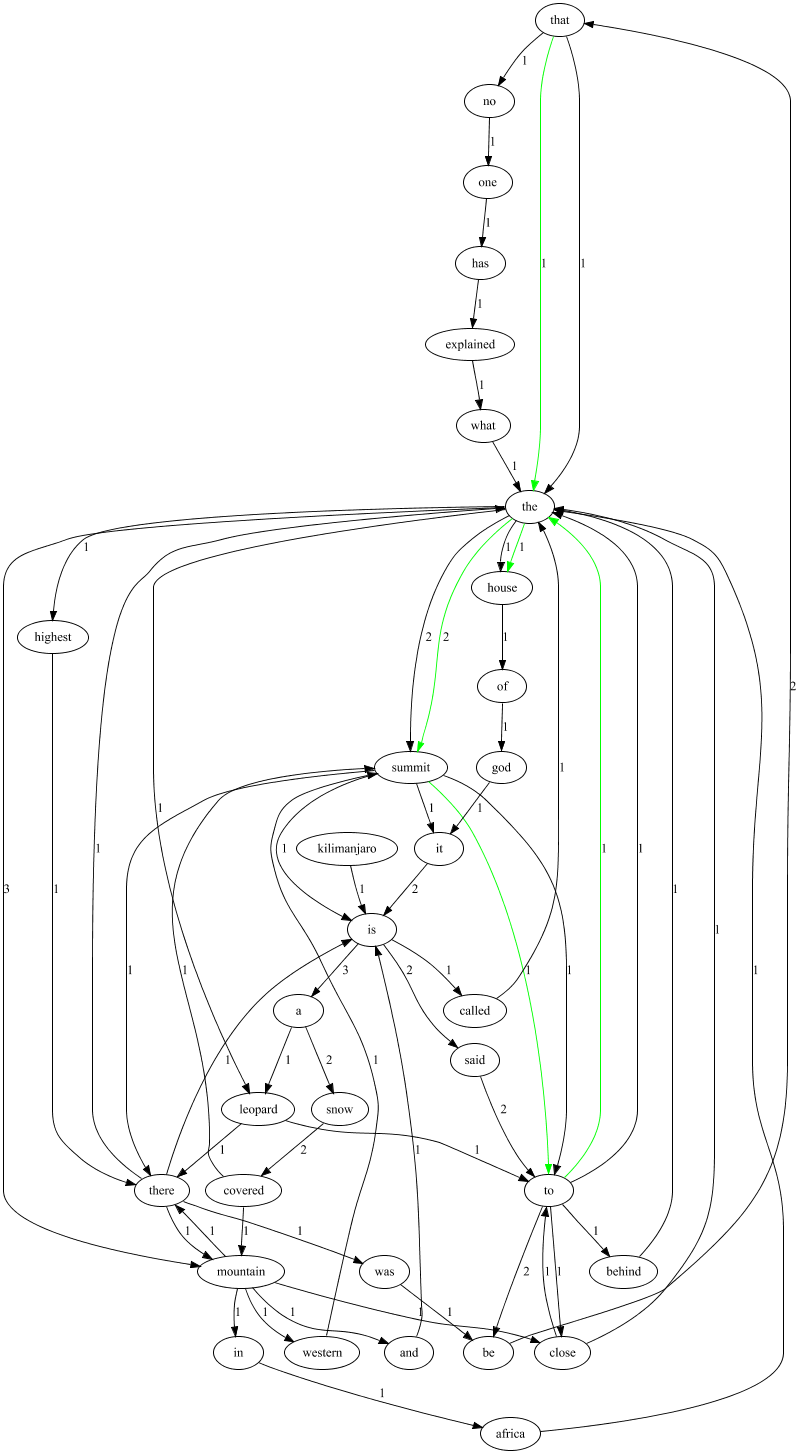 that
1
no
1
one
1 1 1
has
1
explained
1
what
1
the
1 1 1
house
2 2 1
highest
of
1
summit god
1 1 1
kilimanjaro it
1 2
3 1 1 1 1 1
is
1 1 3 2 1 1 1 1
a called
said
1 1 2 2
leopard snow
1 2 1
there covered to
1 1 1 1 1
mountain was behind
2 1 1
1 1 1 1 1
in western and be close
1
africa
2